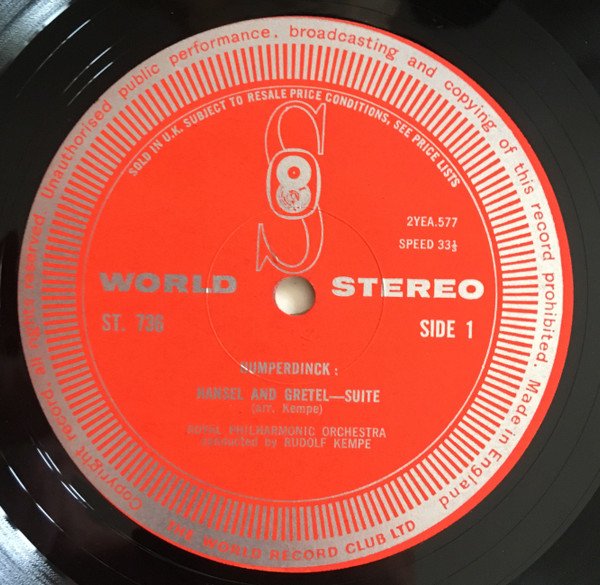 Copyright record, all rights reserved. Unauthorised public performance. broadcasting and copying of this record prohibited. Made in England
SOLD IN U.K. SUBJECT TO RESALE PRICE CONDITIONS, SEE PRICE LISTS
2YEA.577
SPEED 33⅓
WORLD STEREO
ST. 736 SIDE 1
HUMPERDINCK:
HANSEL AND GRETEL—SUITE
(arr. Kempe)
ROYAL PHILHARMONIC ORCHESTRA
conducted by RUDOLF KEMPE
THE WORLD RECORD CLUB LTD